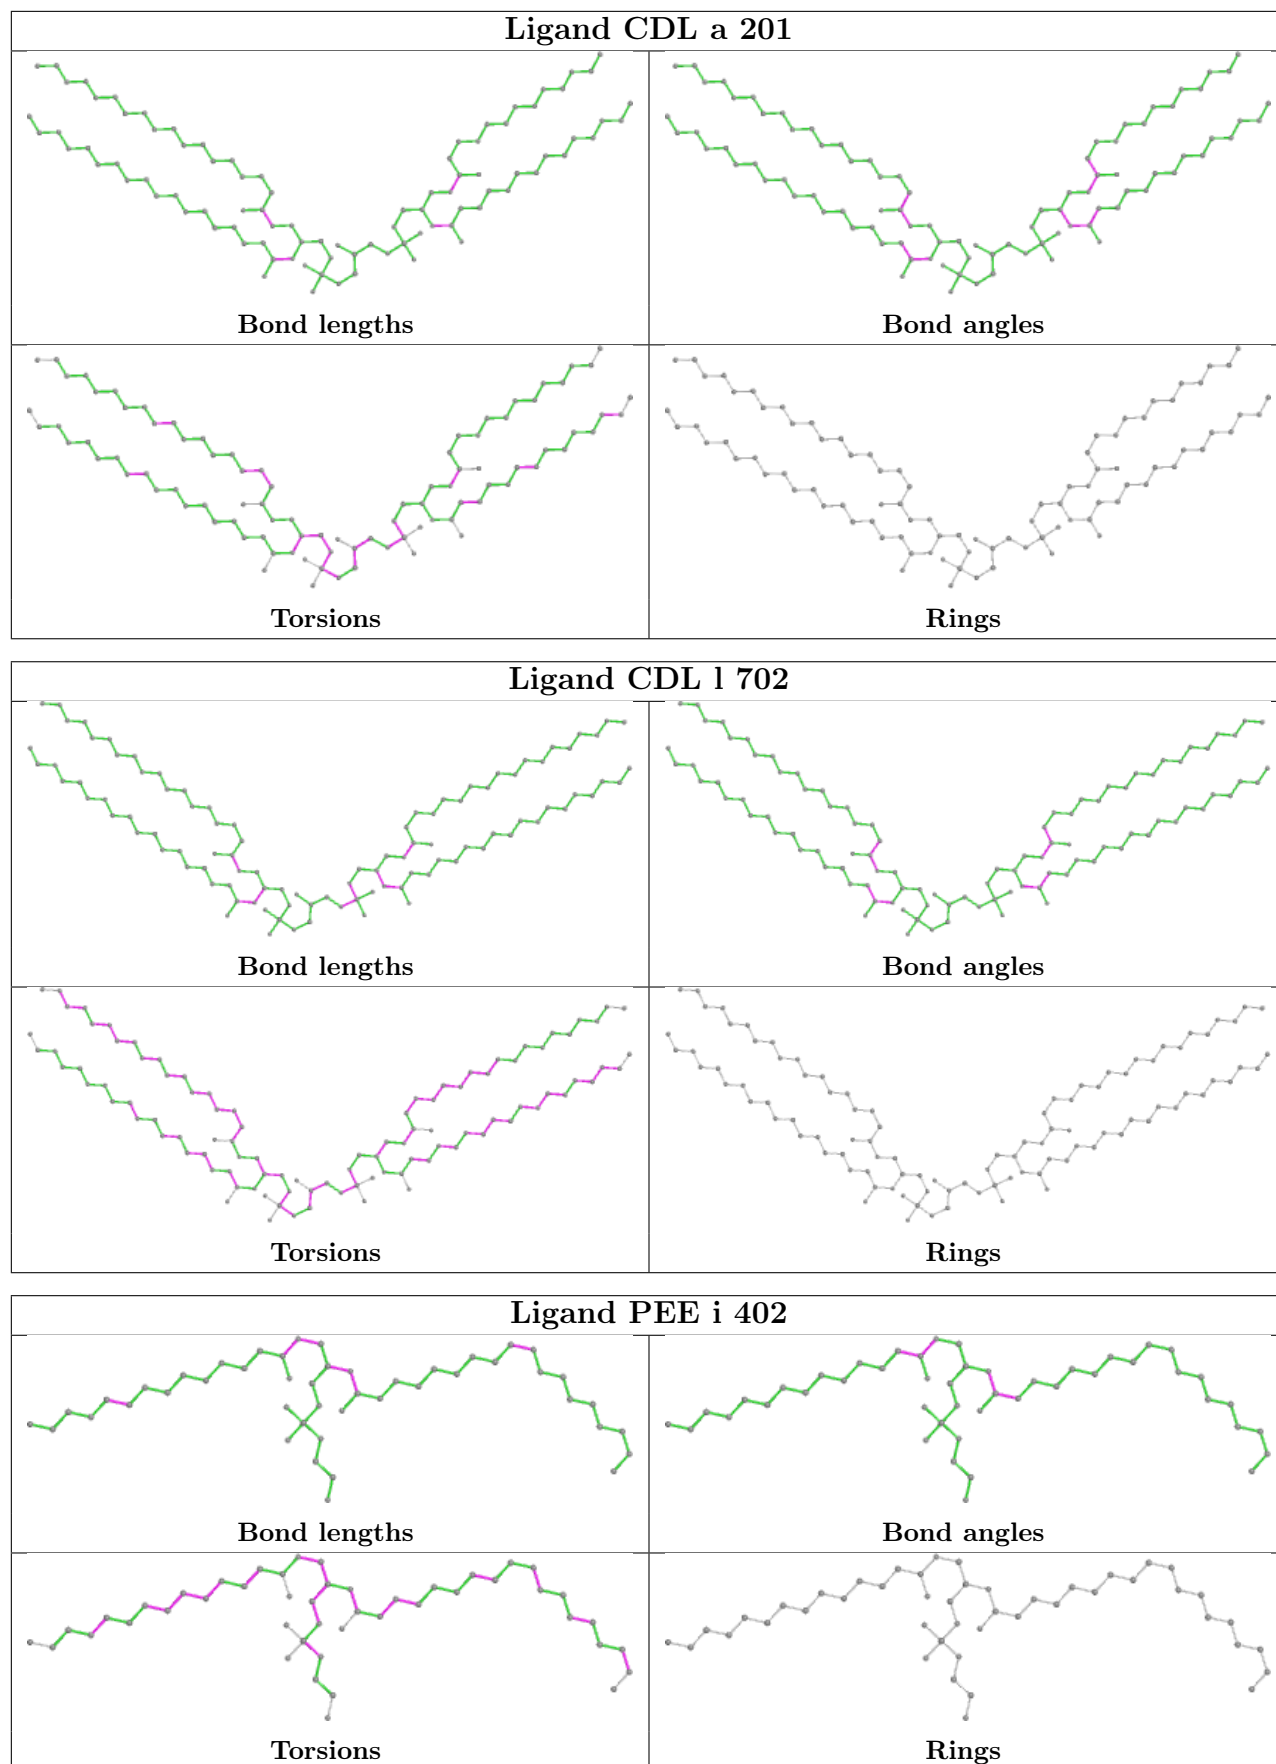 Ligand CDL a 201
Bond lengths
Bond angles
Torsions
Rings
Ligand CDL l 702
Bond lengths
Bond angles
Torsions
Rings
Ligand PEE i 402
Bond lengths
Bond angles
Torsions
Rings